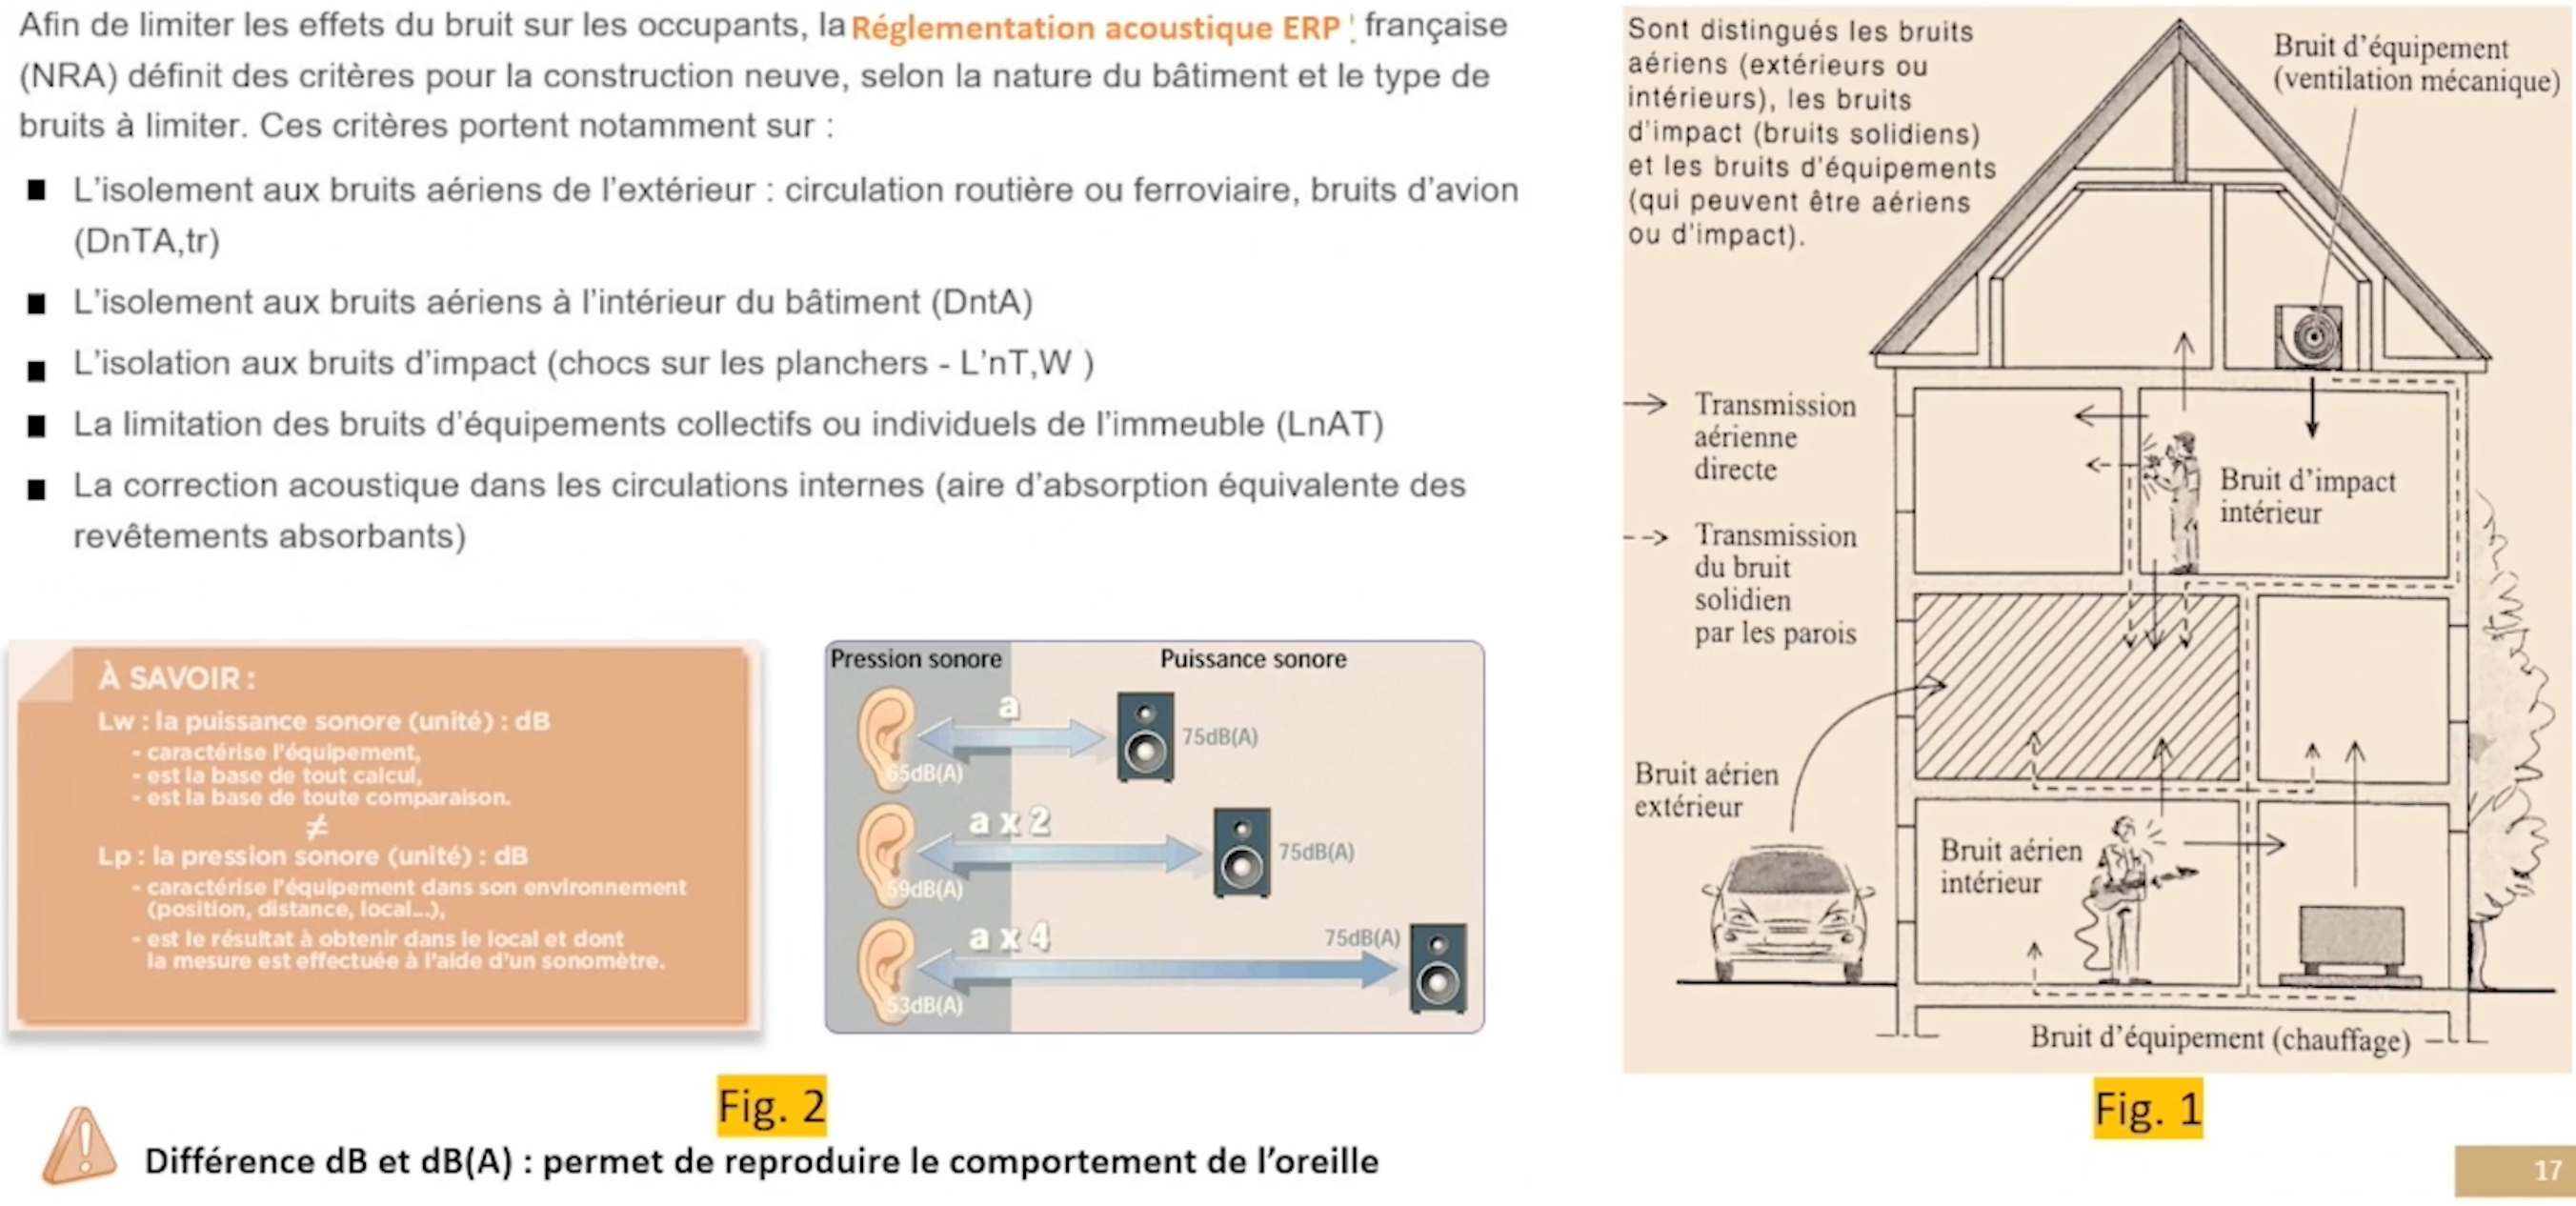 Afin de limiter les effets du bruit sur les occupants, la Réglementation acoustique ERP ! française
(NRA) définit des critères pour la construction neuve, selon la nature du bâtiment et le type de
bruits à limiter. Ces critères portent notamment sur :
■ L'isolement aux bruits aériens de l'extérieur : circulation routière ou ferroviaire, bruits d'avion
(DnTA,tr)
■ L'isolement aux bruits aériens à l'intérieur du bâtiment (DntA)
■ L'isolation aux bruits d'impact (chocs sur les planchers - L'nT,W )
■ La limitation des bruits d'équipements collectifs ou individuels de l'immeuble (LnAT)
■ La correction acoustique dans les circulations internes (aire d'absorption équivalente des
revêtements absorbants)
À SAVOIR :
Lw : la puissance sonore (unité) : dB
- caractérise l'équipement,
- est la base de tout calcul,
- est la base de toute comparaison.
≠
Lp : la pression sonore (unité) : dB
- caractérise l'équipement dans son environnement
(position, distance, local...),
- est le résultat à obtenir dans le local et dont
la mesure est effectuée à l'aide d'un sonomètre.
Pression sonore
Puissance sonore
a
75dB(A)
65dB(A)
a x 2
75dB(A)
59dB(A)
a x 4
75dB(A)
53dB(A)
Fig. 2
Différence dB et dB(A) : permet de reproduire le comportement de l'oreille
Sont distingués les bruits
aériens (extérieurs ou
intérieurs), les bruits
d'impact (bruits solidiens)
et les bruits d'équipements
(qui peuvent être aériens
ou d'impact).
Bruit d'équipement
(ventilation mécanique)
Transmission
aérienne
directe
Transmission
du bruit
solidien
par les parois
Bruit d'impact
intérieur
Bruit aérien
extérieur
Bruit aérien
intérieur
Bruit d'équipement (chauffage)
Fig. 1
17